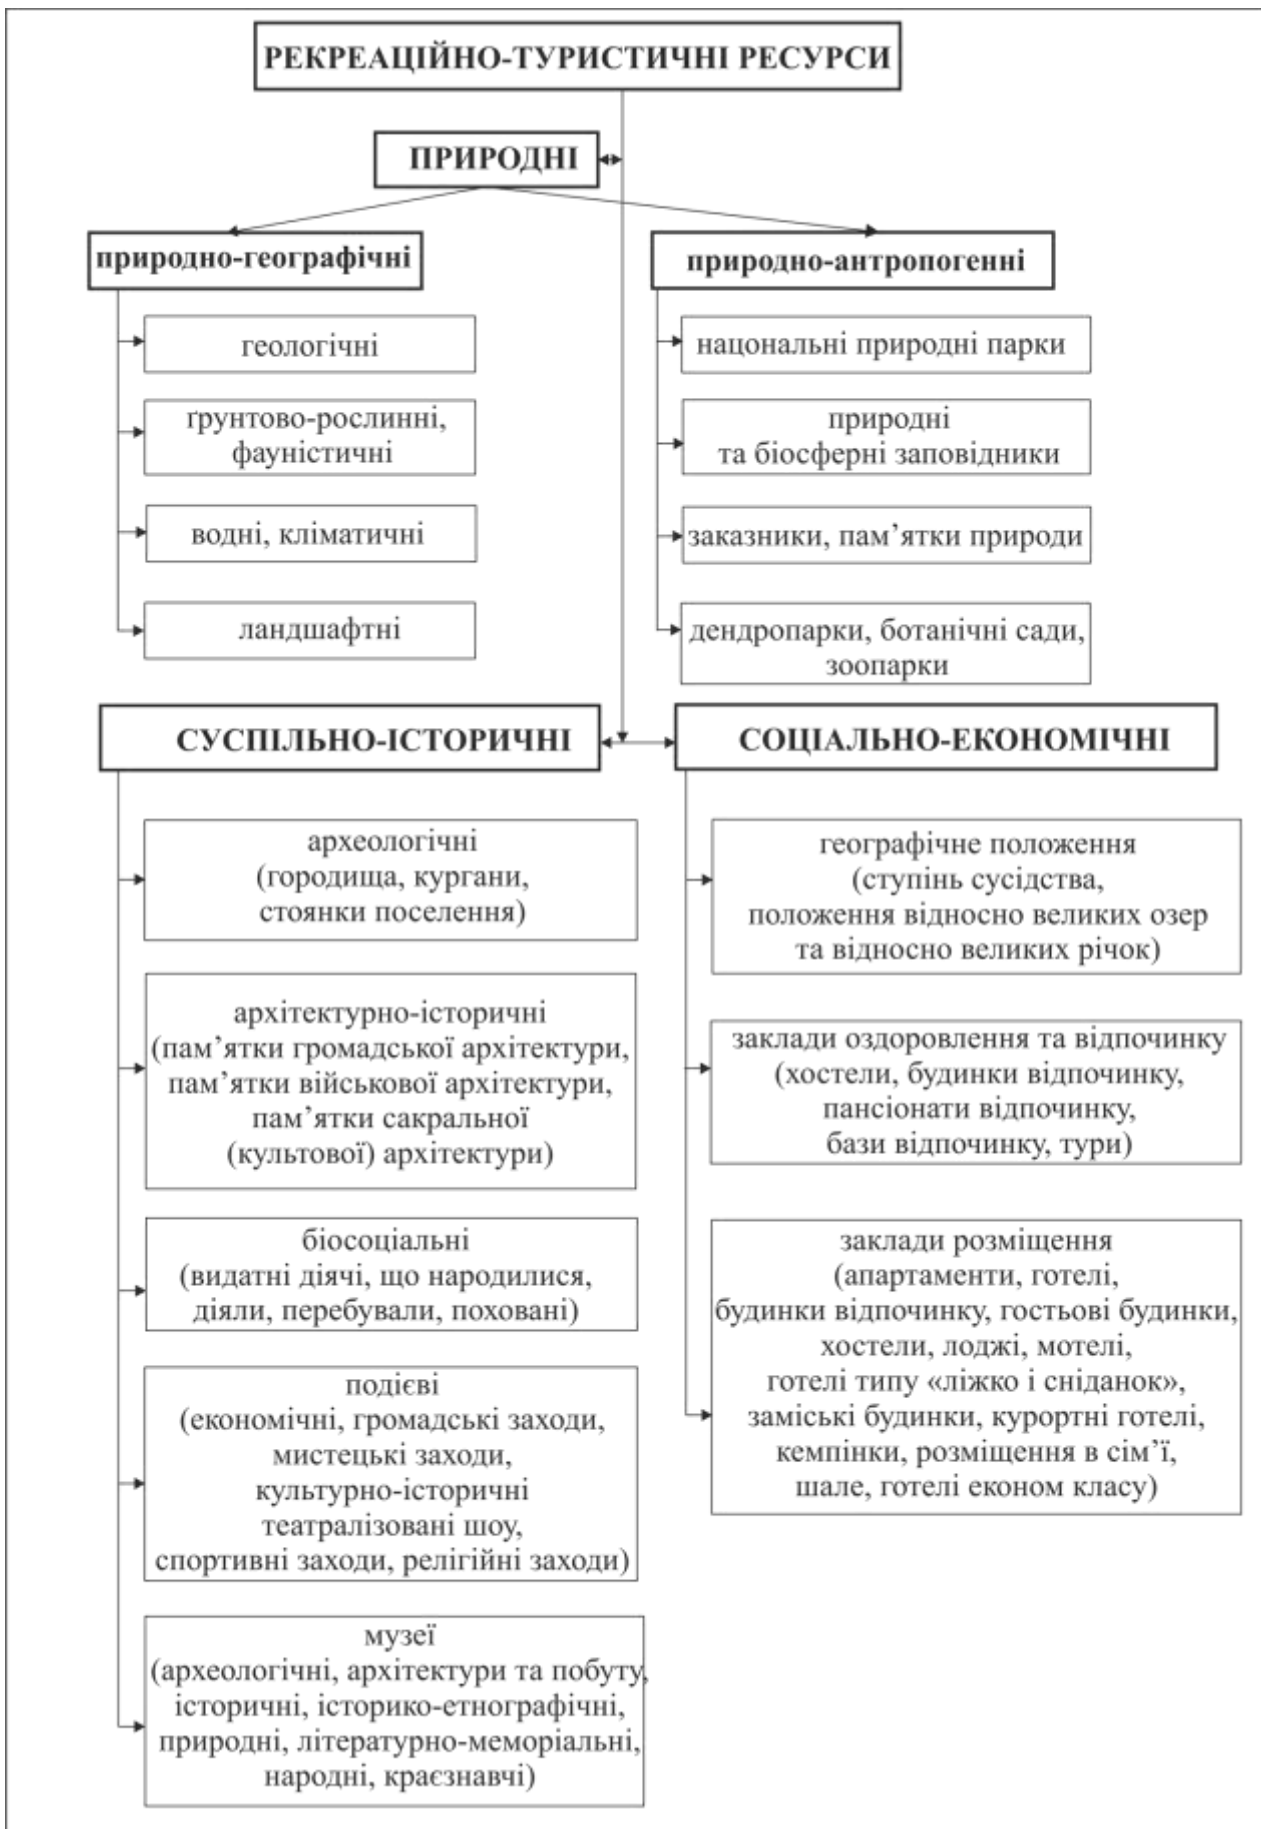 РЕКРЕАЦІЙНО-ТУРИСТИЧНІ РЕСУРСИ
ПРИРОДНІ
природно-географічні
геологічні
ґрунтово-рослинні,
фауністичні
водні, кліматичні
ландшафтні
природно-антропогенні
націнальні природні парки
природні
та біосферні заповідники
заказники, пам’ятки природи
дендропарки, ботанічні сади,
зоопарки
СУСПІЛЬНО-ІСТОРИЧНІ
археологічні
(городища, кургани,
стоянки поселення)
архітектурно-історичні
(пам’ятки громадської архітектури,
пам’ятки військової архітектури,
пам’ятки сакральної
(культової) архітектури)
біосоціальні
(видатні діячі, що народилися,
діяли, перебували, поховані)
подієві
(економічні, громадські заходи,
мистецькі заходи,
культурно-історичні
театралізовані шоу,
спортивні заходи, релігійні заходи)
музеї
(археологічні, архітектури та побуту,
історичні, історико-етнографічні,
природні, літературно-меморіальні,
народні, краєзнавчі)
СОЦІАЛЬНО-ЕКОНОМІЧНІ
географічне положення
(ступінь сусідства,
положення відносно великих озер
та відносно великих річок)
заклади оздоровлення та відпочинку
(хостели, будинки відпочинку,
пансіонати відпочинку,
бази відпочинку, тури)
заклади розміщення
(апартаменти, готелі,
будинки відпочинку, гостьові будинки,
хостели, лоджі, мотелі,
готелі типу «ліжко і сніданок»,
заміські будинки, курортні готелі,
кемпінки, розміщення в сім’ї,
шале, готелі економ класу)